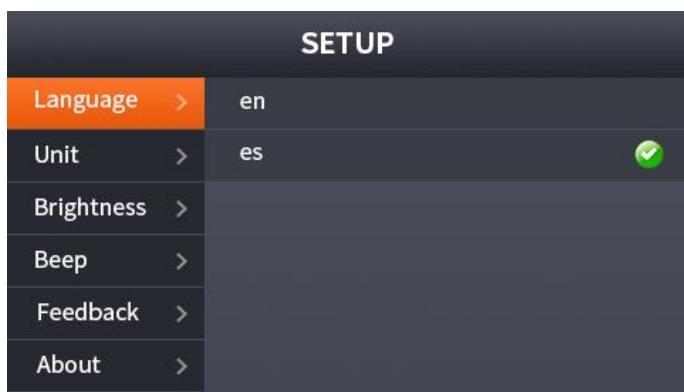 SETUP
Language
Unit
Brightness
Beep
Feedback
About
en
es